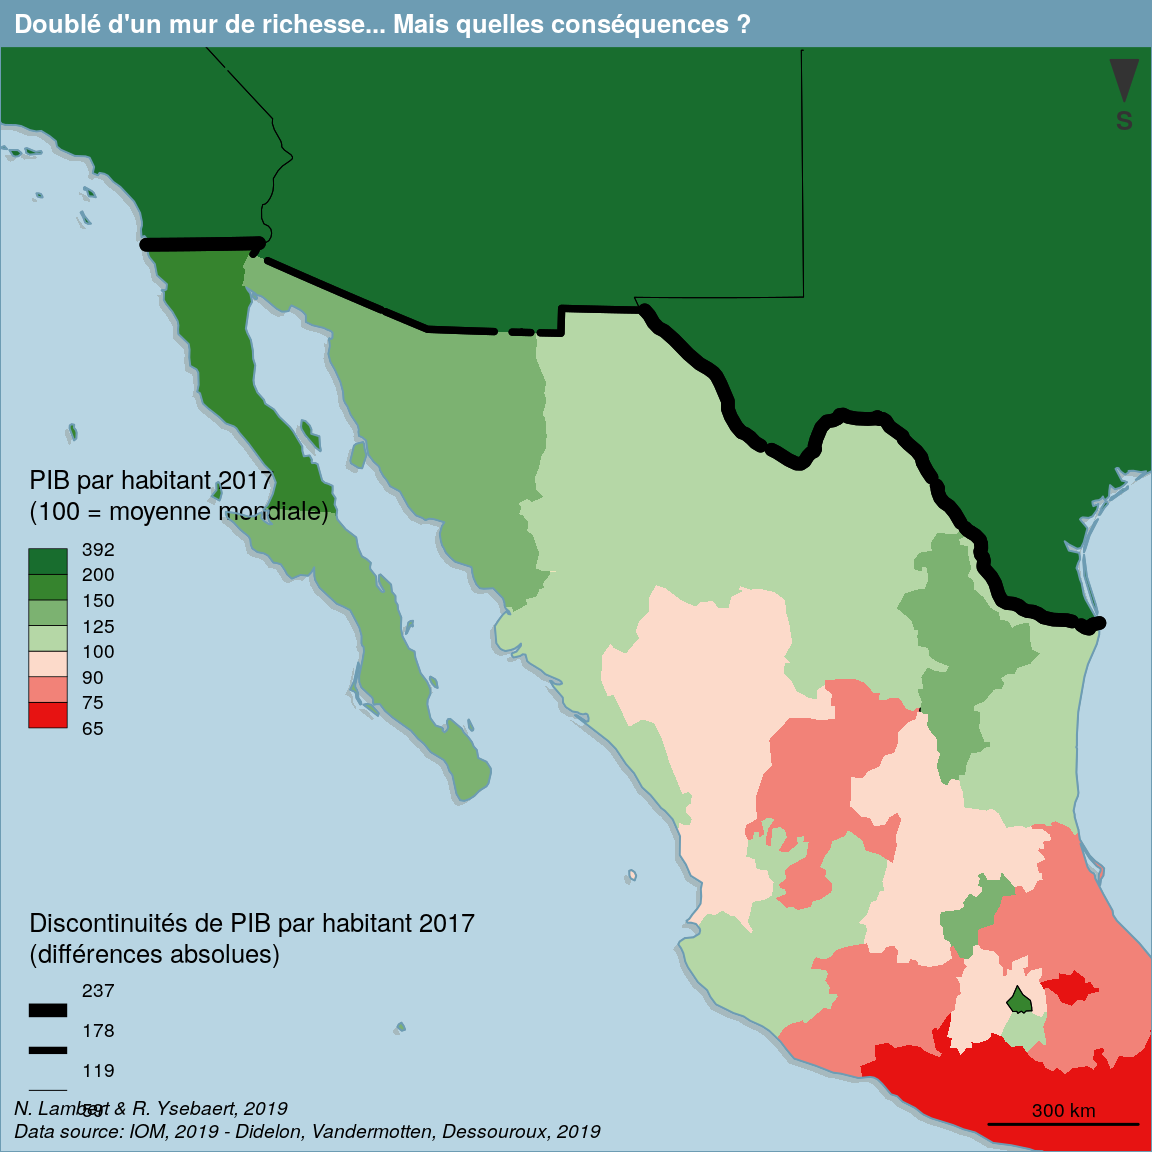 Doublé d'un mur de richesse... Mais quelles conséquences ?
S
PIB par habitant 2017
(100 = moyenne mondiale)
392
200
150
125
100
90
75
65
Discontinuités de PIB par habitant 2017
(différences absolues)
237
178
119
59
N. Lambert & R. Ysebaert, 2019
Data source: IOM, 2019 - Didelon, Vandermotten, Dessouroux, 2019
300 km